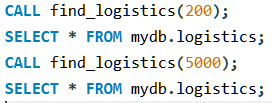 CALL find_logistics(200);
SELECT * FROM mydb.logistics;
CALL find_logistics(5000);
SELECT * FROM mydb.logistics;